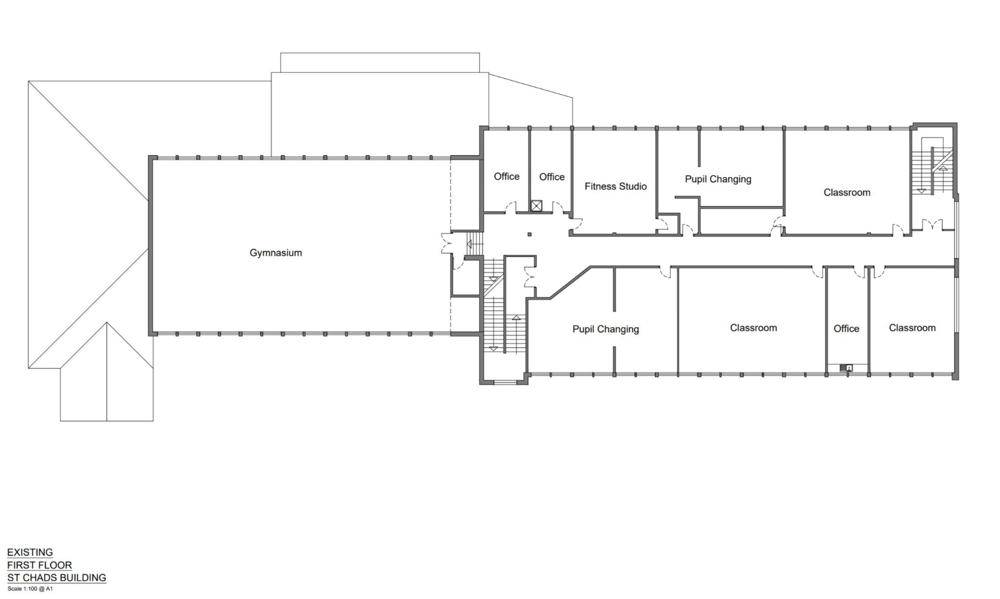 Office
Office
Fitness Studio
Pupil Changing
Classroom
Gymnasium
Pupil Changing
Classroom
Office
Classroom
EXISTING
FIRST FLOOR
ST CHADS BUILDING
Scale 1:100 @ A1